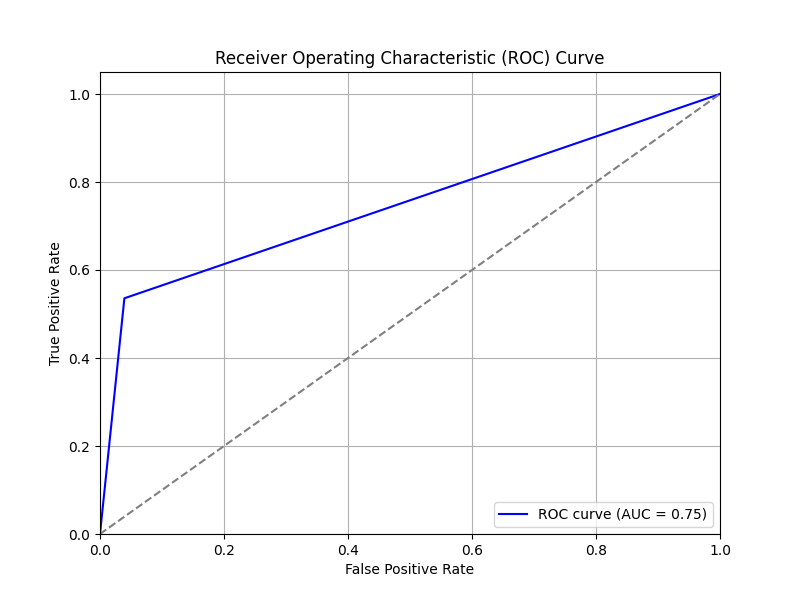 Receiver Operating Characteristic (ROC) Curve
1.0
0.8
0.6
0.4
0.2
0.0
True Positive Rate
ROC curve (AUC = 0.75)
0.0 0.2 0.4 0.6 0.8 1.0
False Positive Rate